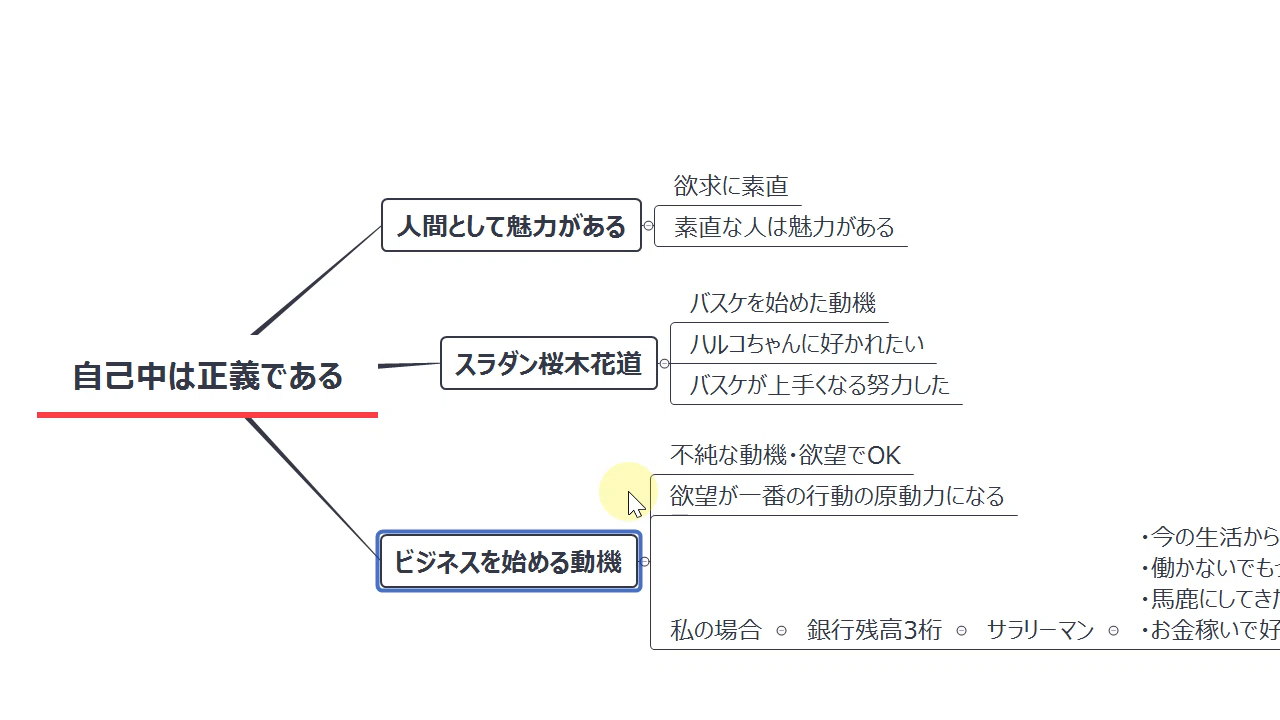 自己中は正義である
人間として魅力がある
欲求に素直
素直な人は魅力がある
スラダン桜木花道
バスケを始めた動機
ハルコちゃんに好かれたい
バスケが上手くなる努力した
ビジネスを始める動機
不純な動機・欲望でOK
欲望が一番の行動の原動力になる
私の場合
銀行残高3桁
サラリーマン
・今の生活から
・働かないでも
・馬鹿にしてき
・お金稼いで好